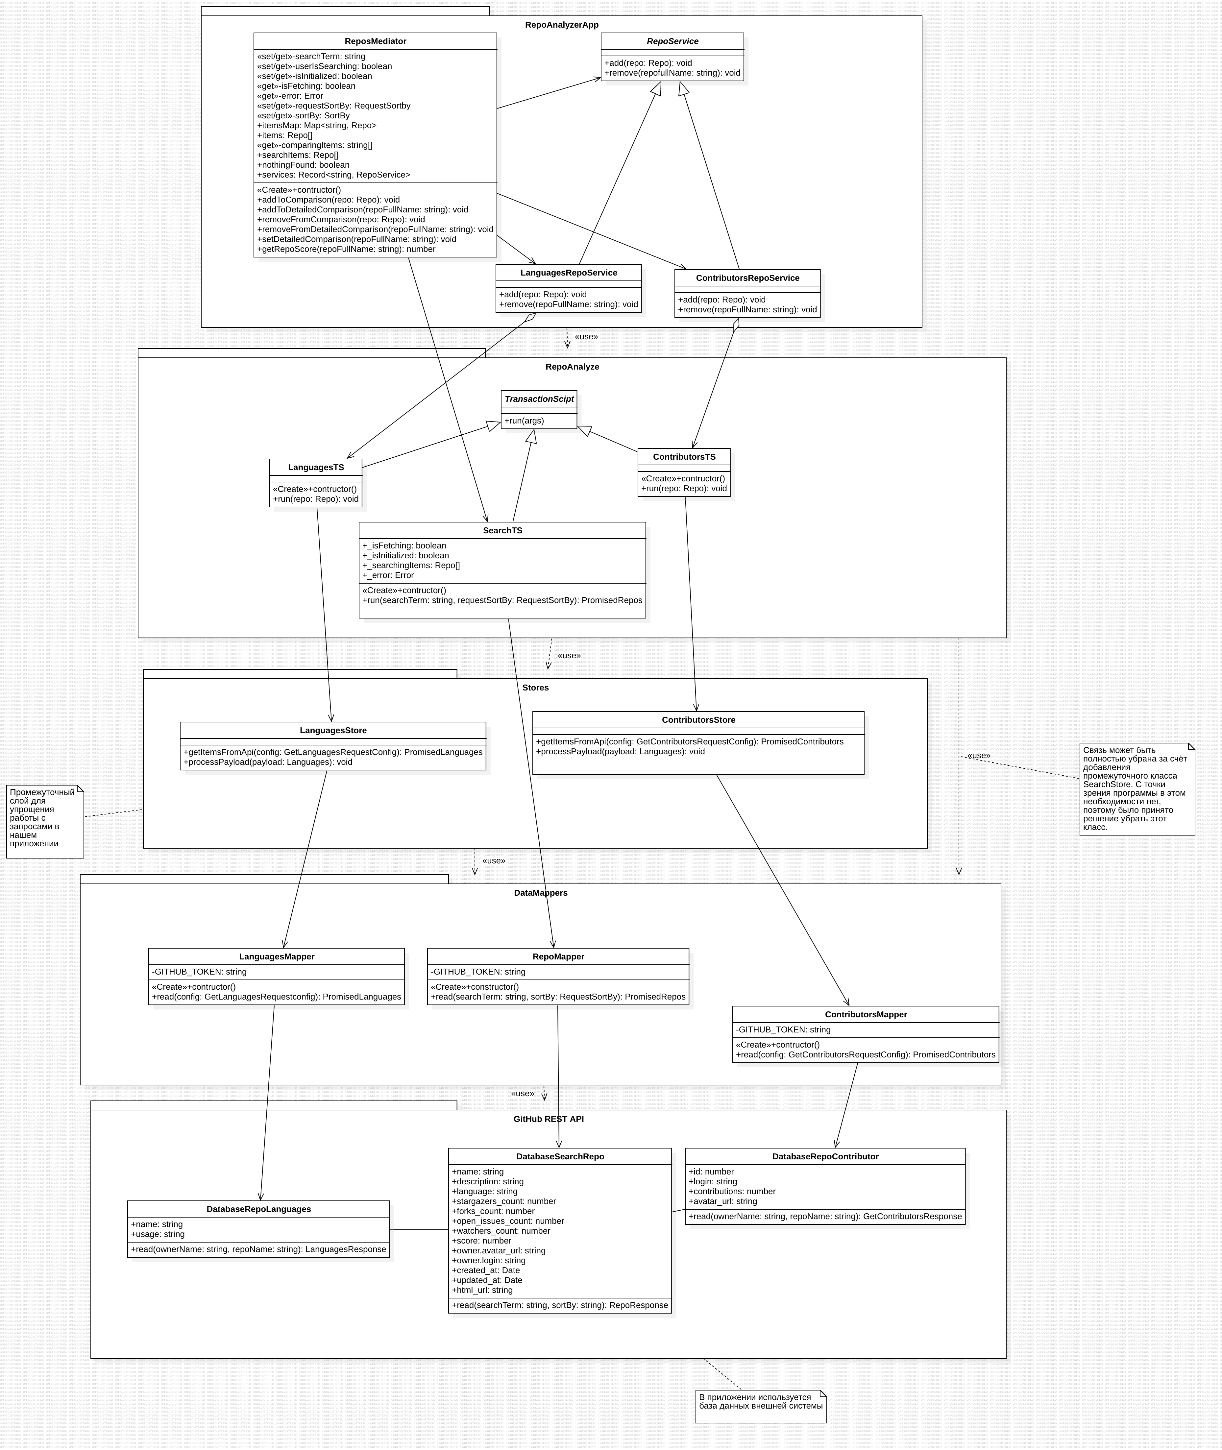 RepoAnalyzerApp
ReposMediator
«set/get»-searchTerm: string
«set/get»-userIsSearching: boolean
«set/get»-isInitialized: boolean
«get»-isFetching: boolean
«get»-error: Error
«set/get»-requestSortBy: RequestSortby
«set/get»-sortBy: SortBy
+itemsMap: Map<string, Repo>
+items: Repo[]
«get»-comparingItems: string[]
+searchItems: Repo[]
+nothingFound: boolean
+services: Record<string, RepoService>
«Create»+contructor()
+addToComparison(repo: Repo): void
+addToDetailedComparison(repoFullName: string): void
+removeFromComparison(repo: Repo): void
+removeFromDetailedComparison(repoFullName: string): void
+setDetailedComparison(repoFullName: string): void
+getRepoScore(repoFullName: string): number
RepoService
+add(repo: Repo): void
+remove(repofullName: string): void
LanguagesRepoService
+add(repo: Repo): void
+remove(repoFullName: string): void
ContributorsRepoService
+add(repo: Repo): void
+remove(repoFullName: string): void
«use»
RepoAnalyze
TransactionScipt
+run(args)
LanguagesTS
«Create»+contructor()
+run(repo: Repo): void
ContributorsTS
«Create»+contructor()
+run(repo: Repo): void
SearchTS
+_isFetching: boolean
+_isInitialized: boolean
+_searchingItems: Repo[]
+_error: Error
«Create»+contructor()
+run(searchTerm: string, requestSortBy: RequestSortBy): PromisedRepos
«use»
Stores
LanguagesStore
+getItemsFromApi(config: GetLanguagesRequestConfig): PromisedLanguages
+processPayload(payload: Languages): void
ContributorsStore
+getItemsFromApi(config: GetContributorsRequestConfig): PromisedContributors
+processPayload(payload: Languages): void
«use»
Связь может быть
полностью убрана за счёт
добавления
промежуточного класса
SearchStore. С точки
зрения программы в этом
необходимости нет,
поэтому было принято
решение убрать этот
класс.
Промежуточный
слой для
упрощения
работы с
запросами в
нашем
приложении
«use»
DataMappers
LanguagesMapper
-GITHUB_TOKEN: string
«Create»+contructor()
+read(config: GetLanguagesRequestconfig): PromisedLanguages
RepoMapper
-GITHUB_TOKEN: string
«Create»+constructor()
+read(searchTerm: string, sortBy: RequestSortBy): PromisedRepos
ContributorsMapper
-GITHUB_TOKEN: string
«Create»+contructor()
+read(config: GetContributorsRequestConfig): PromisedContributors
«use»
GitHub REST API
DatabaseRepoLanguages
+name: string
+usage: string
+read(ownerName: string, repoName: string): LanguagesResponse
DatabaseSearchRepo
+name: string
+description: string
+language: string
+stargazers_count: number
+forks_count: number
+open_issues_count: number
+watchers_count: number
+score: number
+owner.avatar_url: string
+owner.login: string
+created_at: Date
+updated_at: Date
+html_url: string
+read(searchTerm: string, sortBy: string): RepoResponse
DatabaseRepoContributor
+id: number
+login: string
+contributions: number
+avatar_url: string
+read(ownerName: string, repoName: string): GetContributorsResponse
В приложении используется
база данных внешней системы